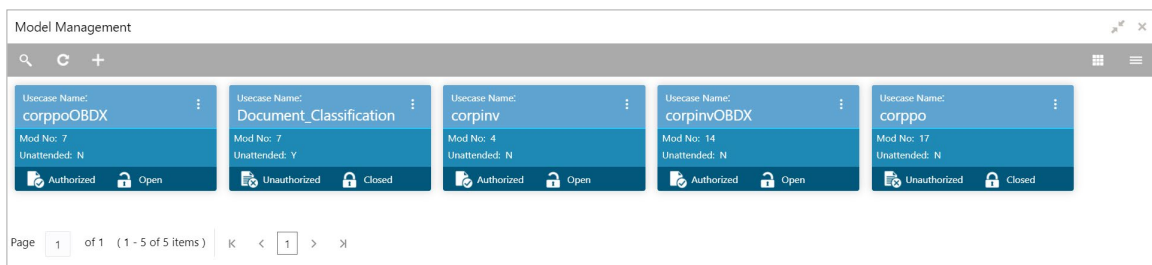 Model Management
Usecase Name:
corppoOBDX
Mod No: 7
Unattended: N
Authorized Open
Usecase Name:
Document_Classification
Mod No: 7
Unattended: Y
Unauthorized Closed
Usecase Name:
corpinv
Mod No: 4
Unattended: N
Authorized Open
Usecase Name:
corpinvOBDX
Mod No: 14
Unattended: N
Authorized Open
Usecase Name:
corppo
Mod No: 17
Unattended: N
Unauthorized Closed
Page 1 of 1 ( 1 - 5 of 5 items ) 1